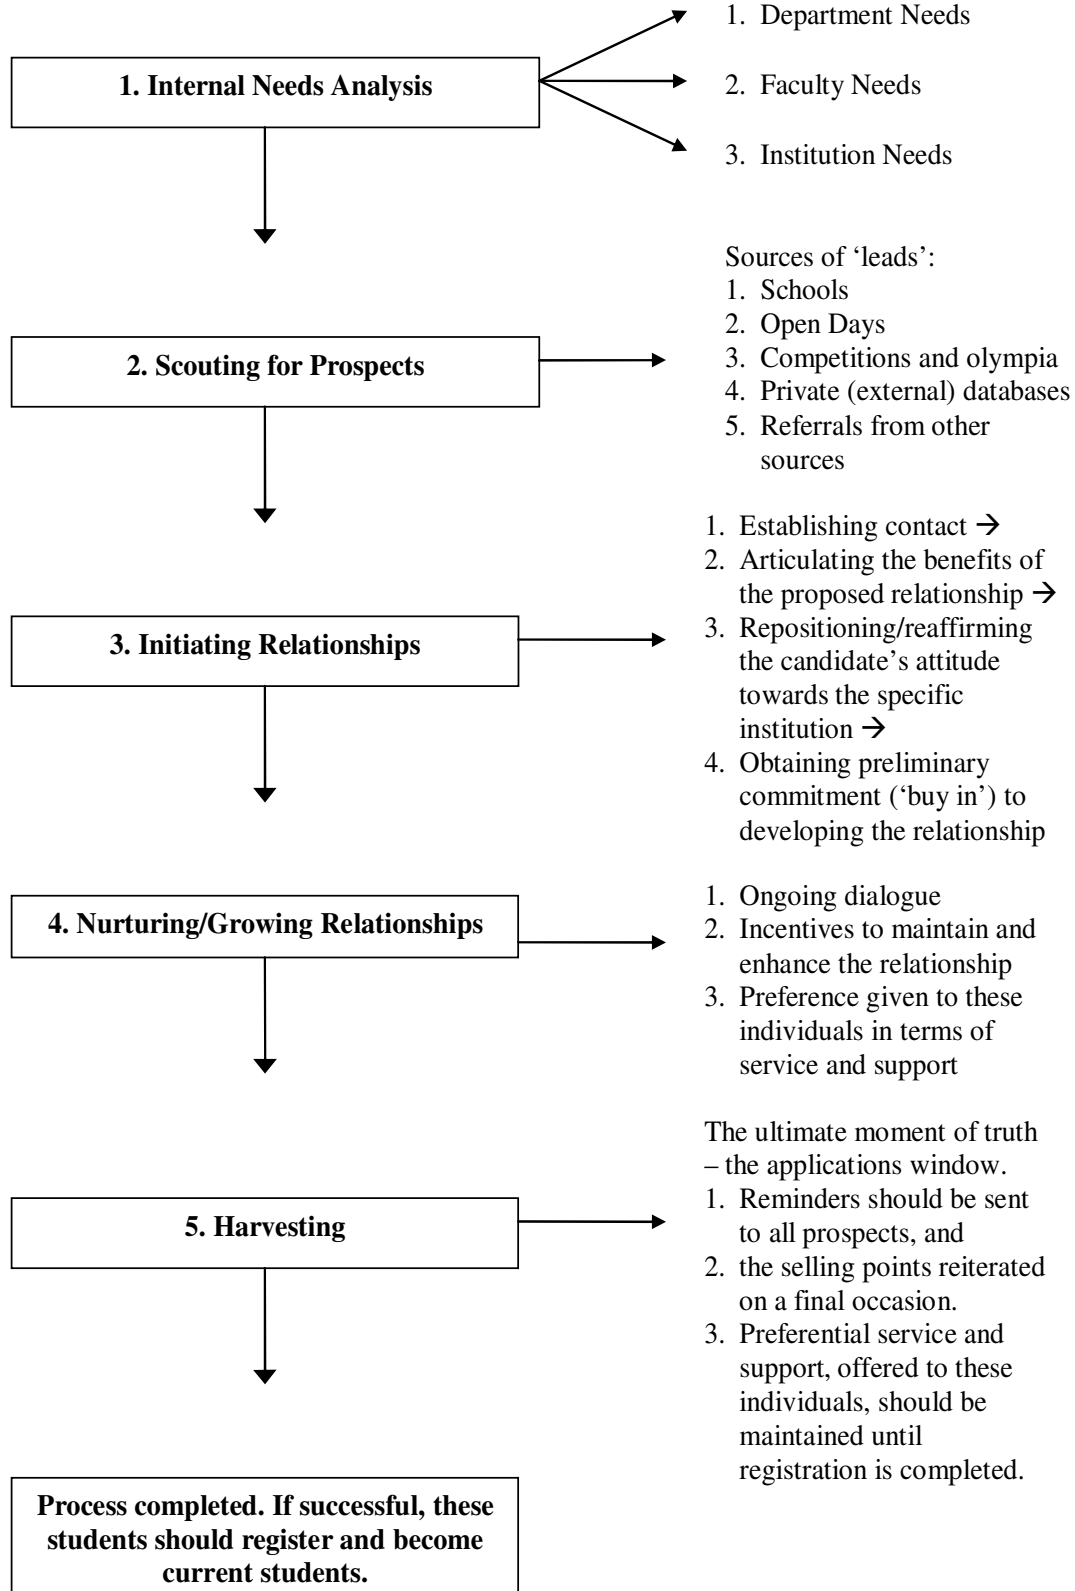 1. Internal Needs Analysis
1. Department Needs
2. Faculty Needs
3. Institution Needs
2. Scouting for Prospects
Sources of ‘leads’:
1. Schools
2. Open Days
3. Competitions and olympia
4. Private (external) databases
5. Referrals from other
sources
3. Initiating Relationships
1. Establishing contact →
2. Articulating the benefits of
the proposed relationship →
3. Repositioning/reaffirming
the candidate’s attitude
towards the specific
institution →
4. Obtaining preliminary
commitment (‘buy in’) to
developing the relationship
4. Nurturing/Growing Relationships
1. Ongoing dialogue
2. Incentives to maintain and
enhance the relationship
3. Preference given to these
individuals in terms of
service and support
5. Harvesting
The ultimate moment of truth
– the applications window.
1. Reminders should be sent
to all prospects, and
2. the selling points reiterated
on a final occasion.
3. Preferential service and
support, offered to these
individuals, should be
maintained until
registration is completed.
Process completed. If successful, these
students should register and become
current students.